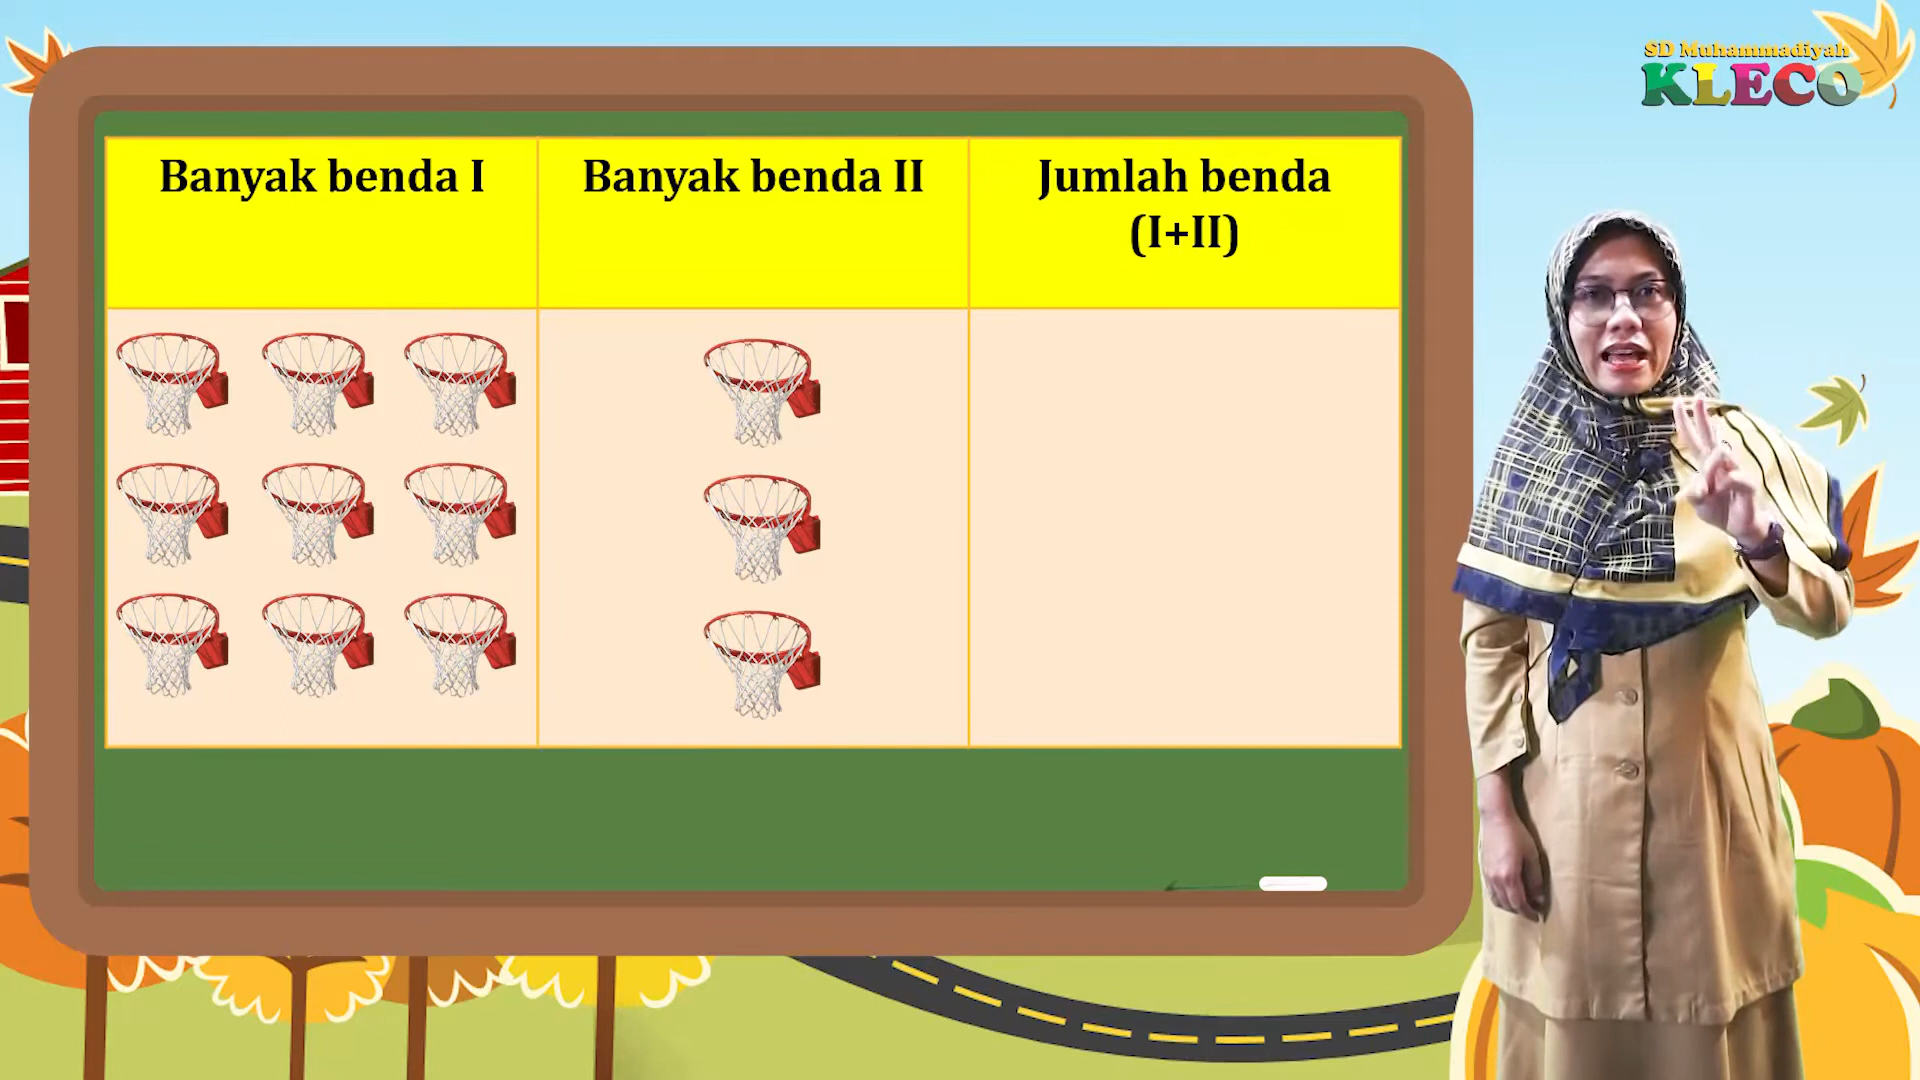 SD Muhammadiyah
KLECO
Banyak benda I
Banyak benda II
Jumlah benda
(I+II)